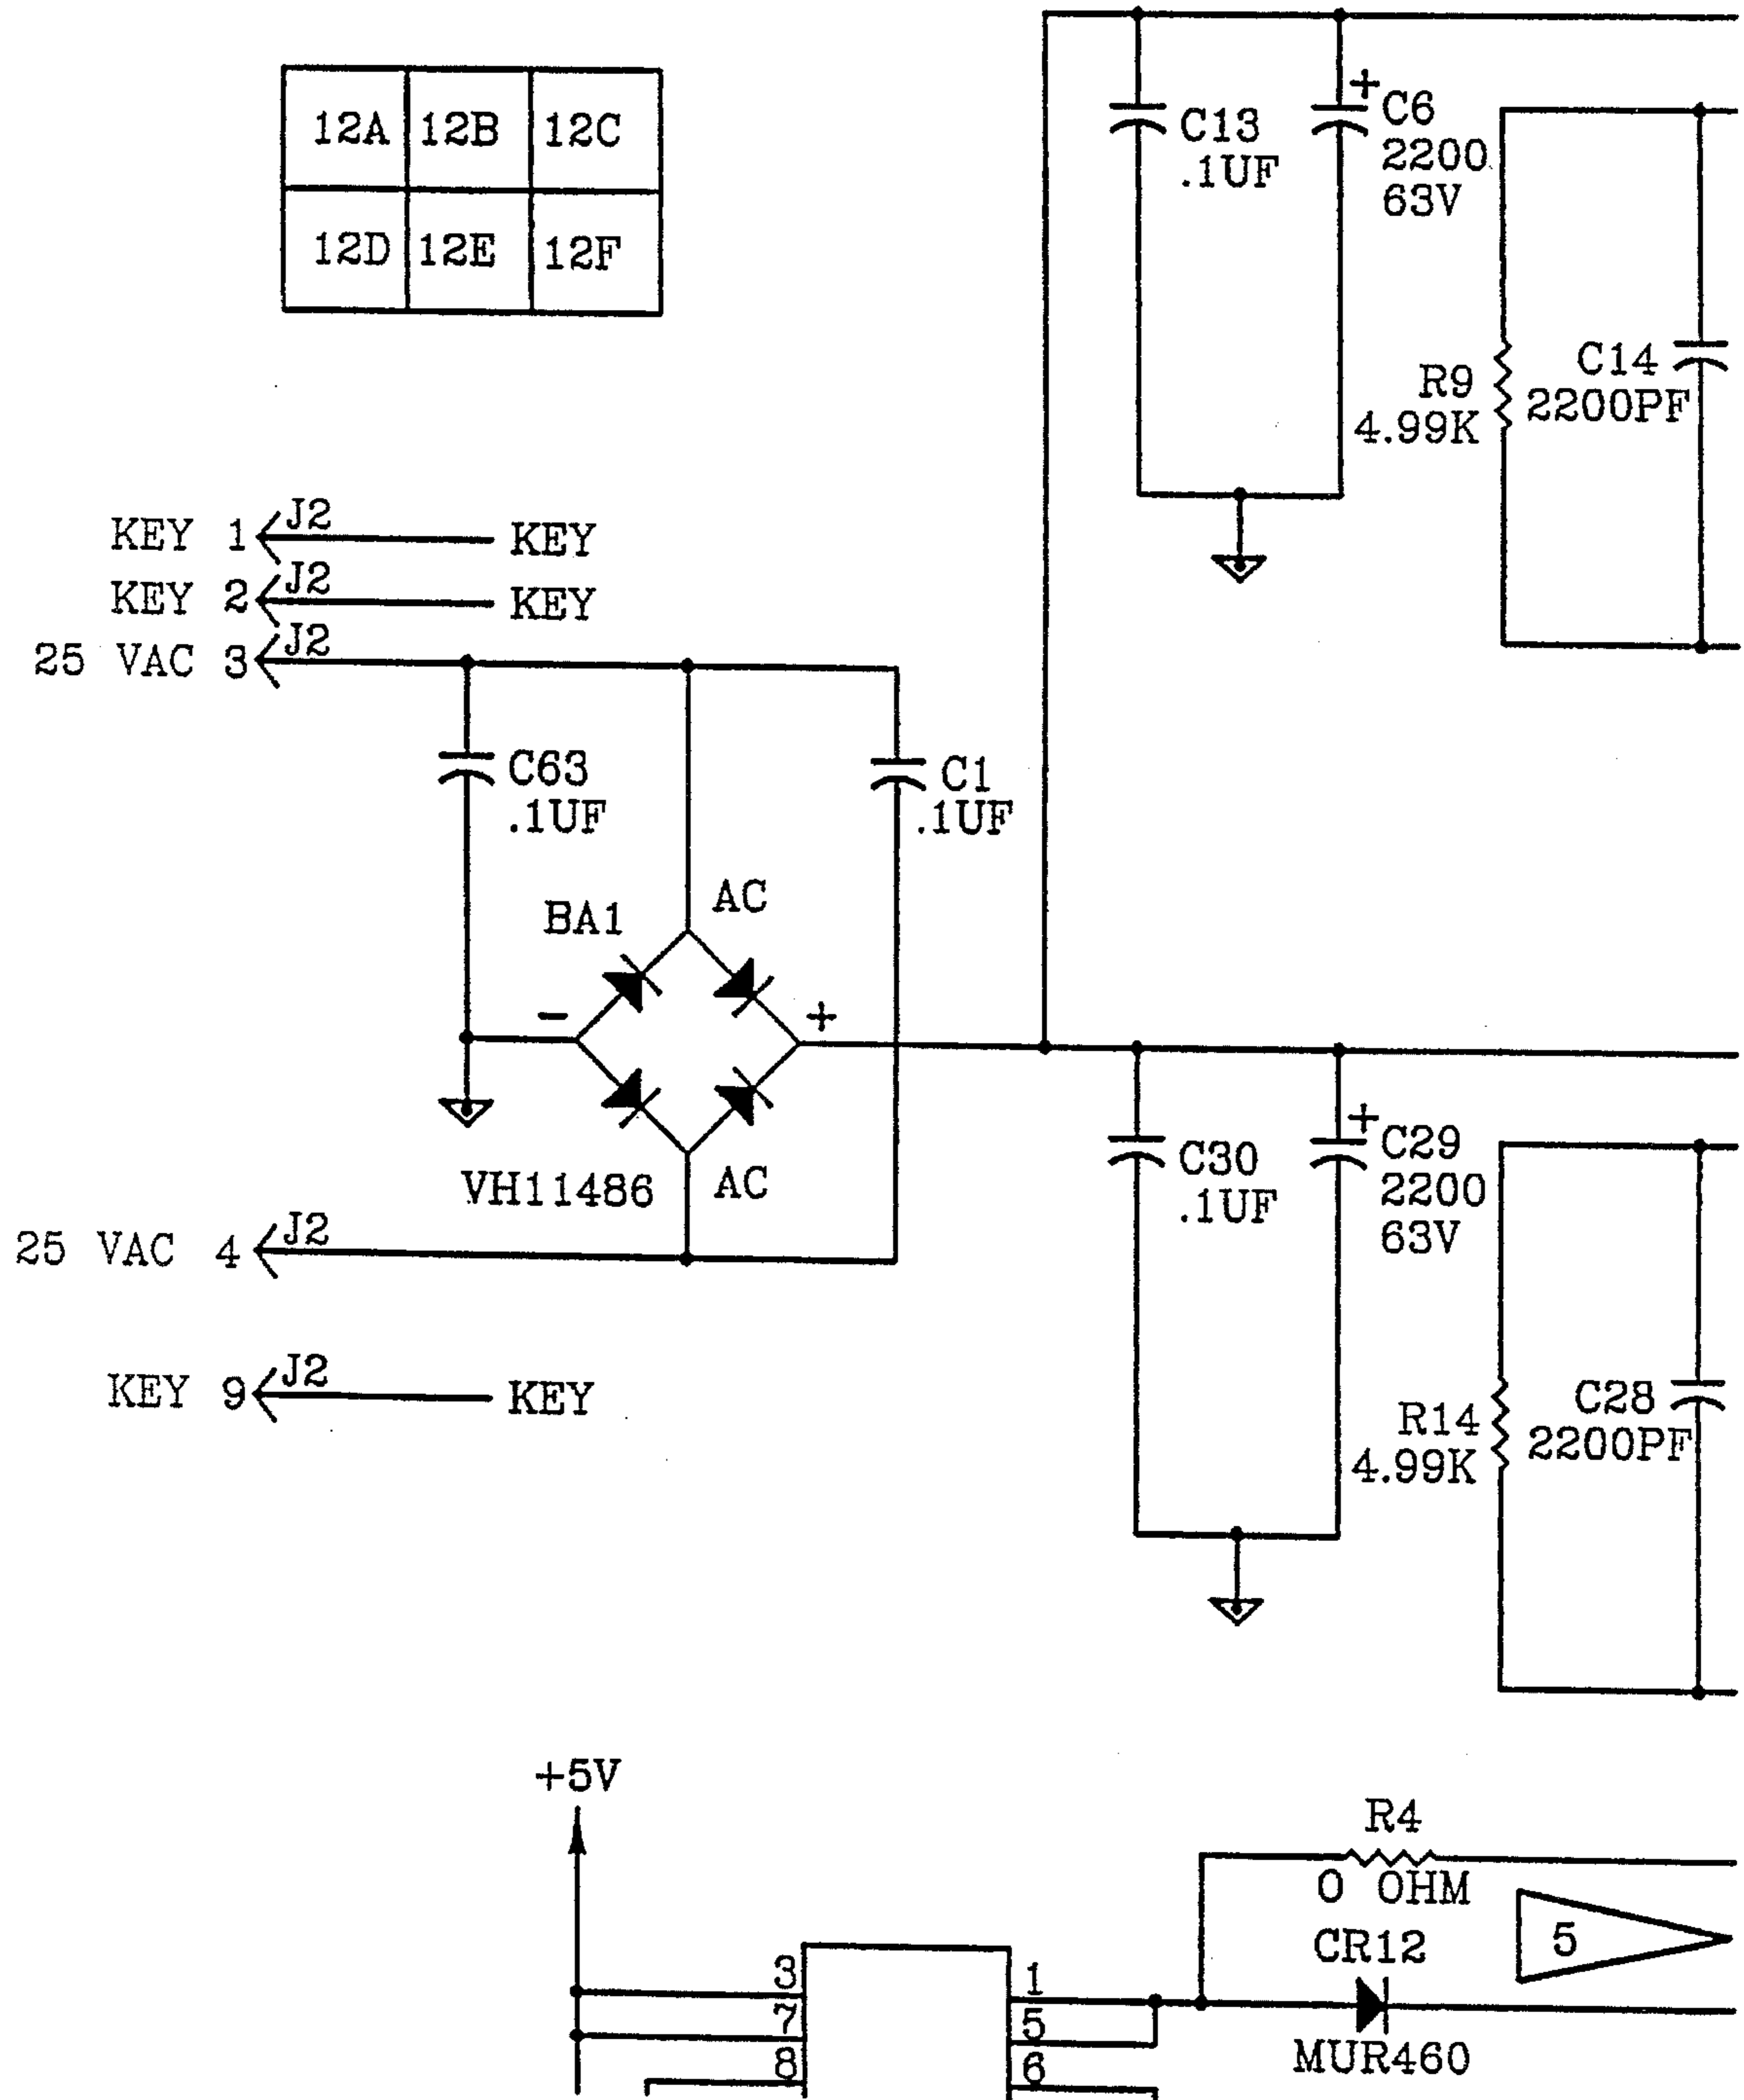 12A 12B 12C
12D 12E 12F
C13
.1UF
+
C6
2200
63V
R9
4.99K
C14
2200PF
KEY 1 J2 KEY
KEY 2 J2 KEY
25 VAC 3 J2
C63
.1UF
C1
.1UF
BA1
AC
-
+
VH11486
AC
25 VAC 4 J2
KEY 9 J2 KEY
C30
.1UF
+
C29
2200
63V
R14
4.99K
C28
2200PF
+5V
R4
0 OHM
5
CR12
MUR460
3
7
8
1
5
6